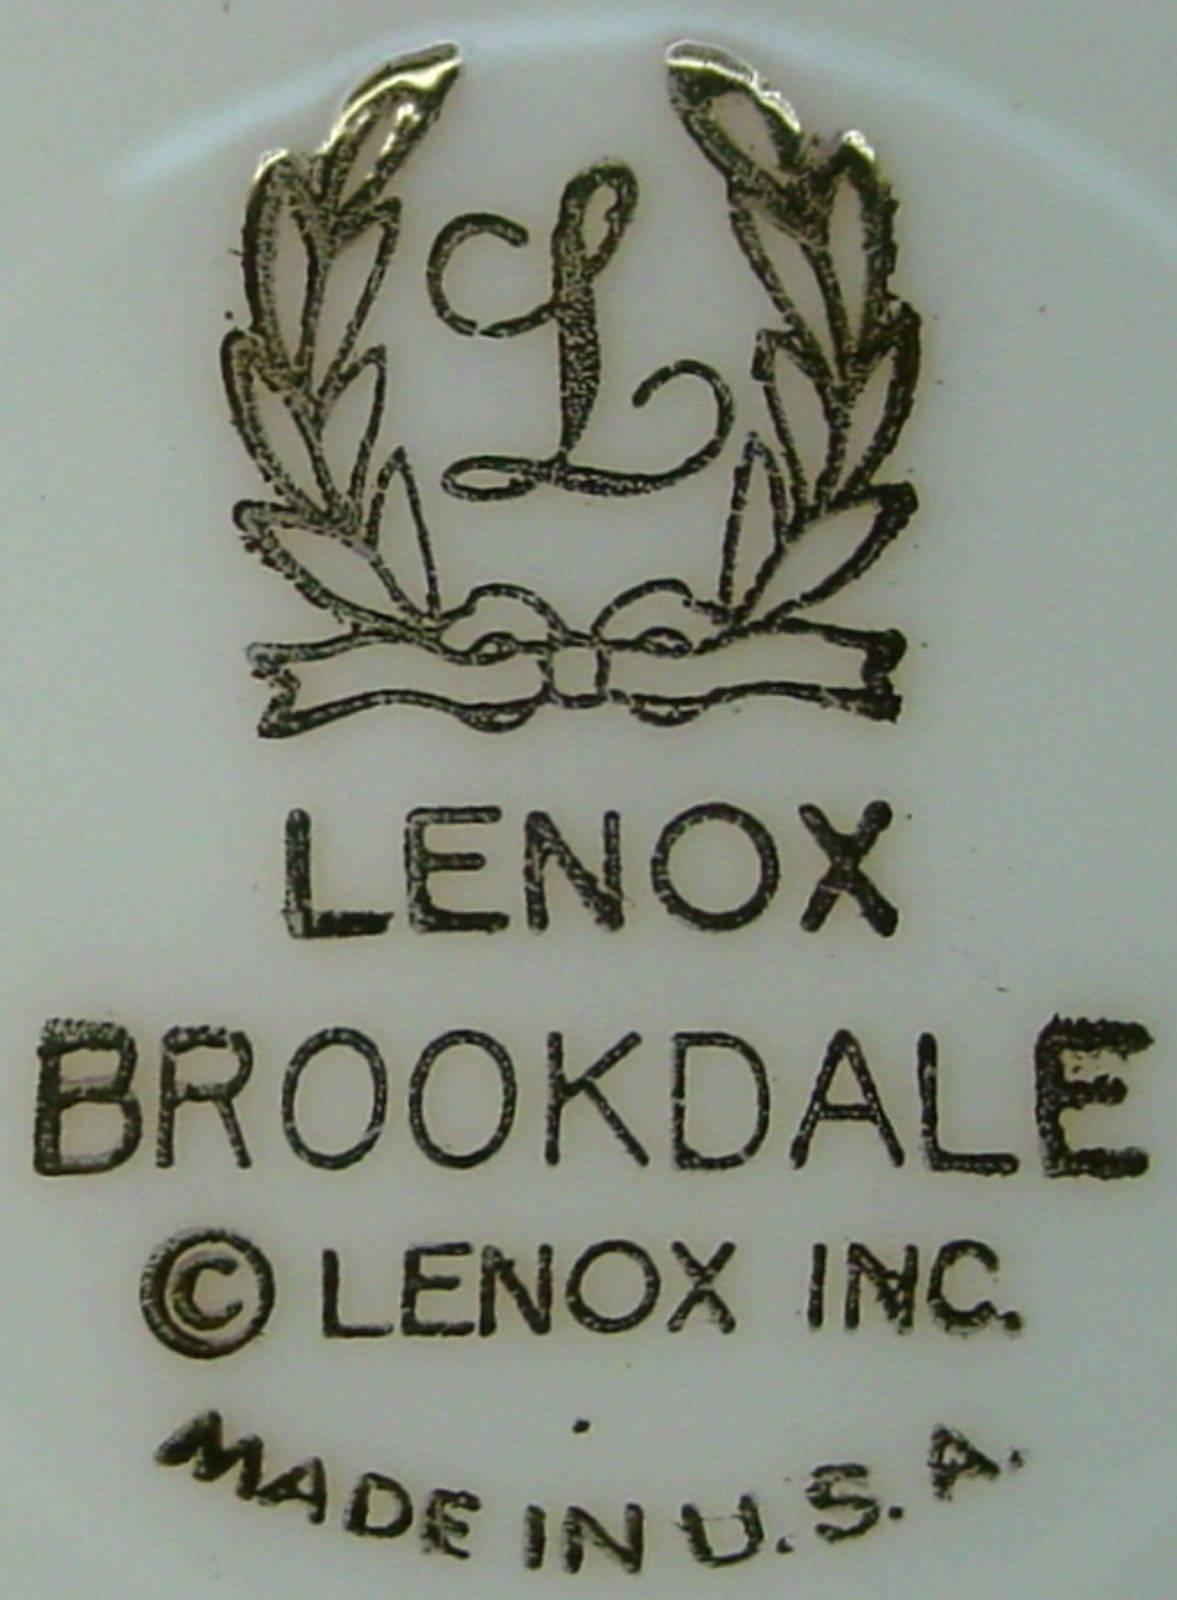 L
LENOX
BROOKDALE
© LENOX INC.
MADE IN U.S.A.